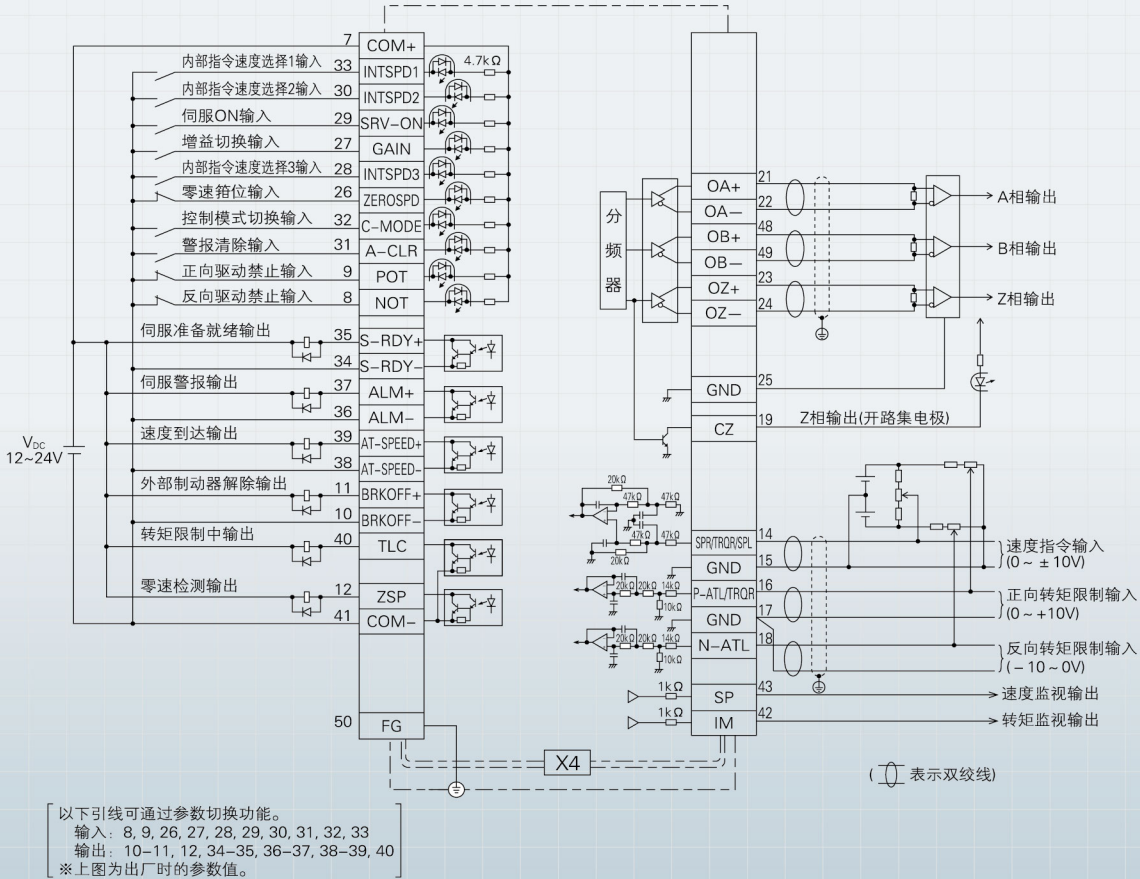 7 COM+
内部指令速度选择1输入 33 INTSPD1 4.7kΩ
内部指令速度选择2输入 30 INTSPD2
伺服ON输入 29 SRV-ON
增益切换输入 27 GAIN
内部指令速度选择3输入 28 INTSPD3
零速箝位输入 26 ZEROSPD
控制模式切换输入 32 C-MODE
警报清除输入 31 A-CLR
正向驱动禁止输入 9 POT
反向驱动禁止输入 8 NOT
伺服准备就绪输出 35 S-RDY+
34 S-RDY-
伺服警报输出 37 ALM+
36 ALM-
速度到达输出 39 AT-SPEED+
38 AT-SPEED-
外部制动器解除输出 11 BRKOFF+
10 BRKOFF-
转矩限制中输出 40 TLC
零速检测输出 12 ZSP
41 COM-
50 FG
VDC
12~24V
分频器
OA+ 21
OA- 22
A相输出
OB+ 48
OB- 49
B相输出
OZ+ 23
OZ- 24
Z相输出
GND 25
CZ 19 Z相输出(开路集电极)
20kΩ
47kΩ 47kΩ
47kΩ 47kΩ
20kΩ
SPR/TRQR/SPL 14
GND 15
速度指令输入
(0~±10V)
20kΩ 20kΩ 14kΩ
10kΩ
P-ATL/TRQR 16
GND 17
正向转矩限制输入
(0~+10V)
20kΩ 20kΩ 14kΩ
10kΩ
N-ATL 18
反向转矩限制输入
(-10~0V)
1kΩ SP 43 速度监视输出
1kΩ IM 42 转矩监视输出
X4
( 表示双绞线)
以下引线可通过参数切换功能。
输入: 8, 9, 26, 27, 28, 29, 30, 31, 32, 33
输出: 10-11, 12, 34-35, 36-37, 38-39, 40
※上图为出厂时的参数值。